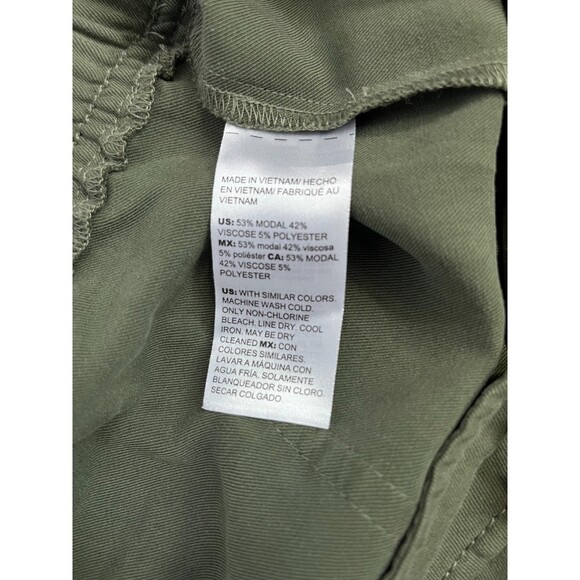 MADE IN VIETNAM/ HECHO
EN VIETNAM/ FABRIQUÉ AU
VIETNAM
US: 53% MODAL 42%
VISCOSE 5% POLYESTER
MX: 53% modal 42% viscosa
5% poliéster CA: 53% MODAL
42% VISCOSE 5%
POLYESTER
US: WITH SIMILAR COLORS.
MACHINE WASH COLD.
ONLY NON-CHLORINE
BLEACH. LINE DRY. COOL
IRON. MAY BE DRY
CLEANED MX: CON
COLORES SIMILARES.
LAVAR A MÁQUINA CON
AGUA FRÍA. SOLAMENTE
BLANQUEADOR SIN CLORO.
SECAR COLGADO.